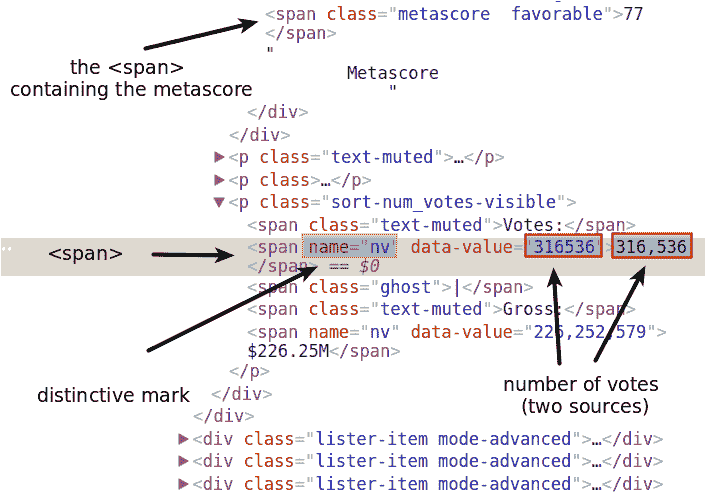 <span class="metascore  favorable">77
</span>
"
the <span>
containing the metascore
Metascore
"
</div>
</div>
▶<p class="text-muted">…</p>
▶<p class>…</p>
▼<p class="sort-num_votes-visible">
<span class="text-muted">Votes:</span>
<span>
<span name="nv" data-value="316536">316,536
</span> == $0
<span class="ghost">|</span>
<span class="text-muted">Gross:</span>
<span name="nv" data-value="226,252,579">
$226.25M</span>
</p>
distinctive mark
number of votes
(two sources)
</div>
</div>
▶<div class="lister-item mode-advanced">…</div>
▶<div class="lister-item mode-advanced">…</div>
▶<div class="lister-item mode-advanced">…</div>